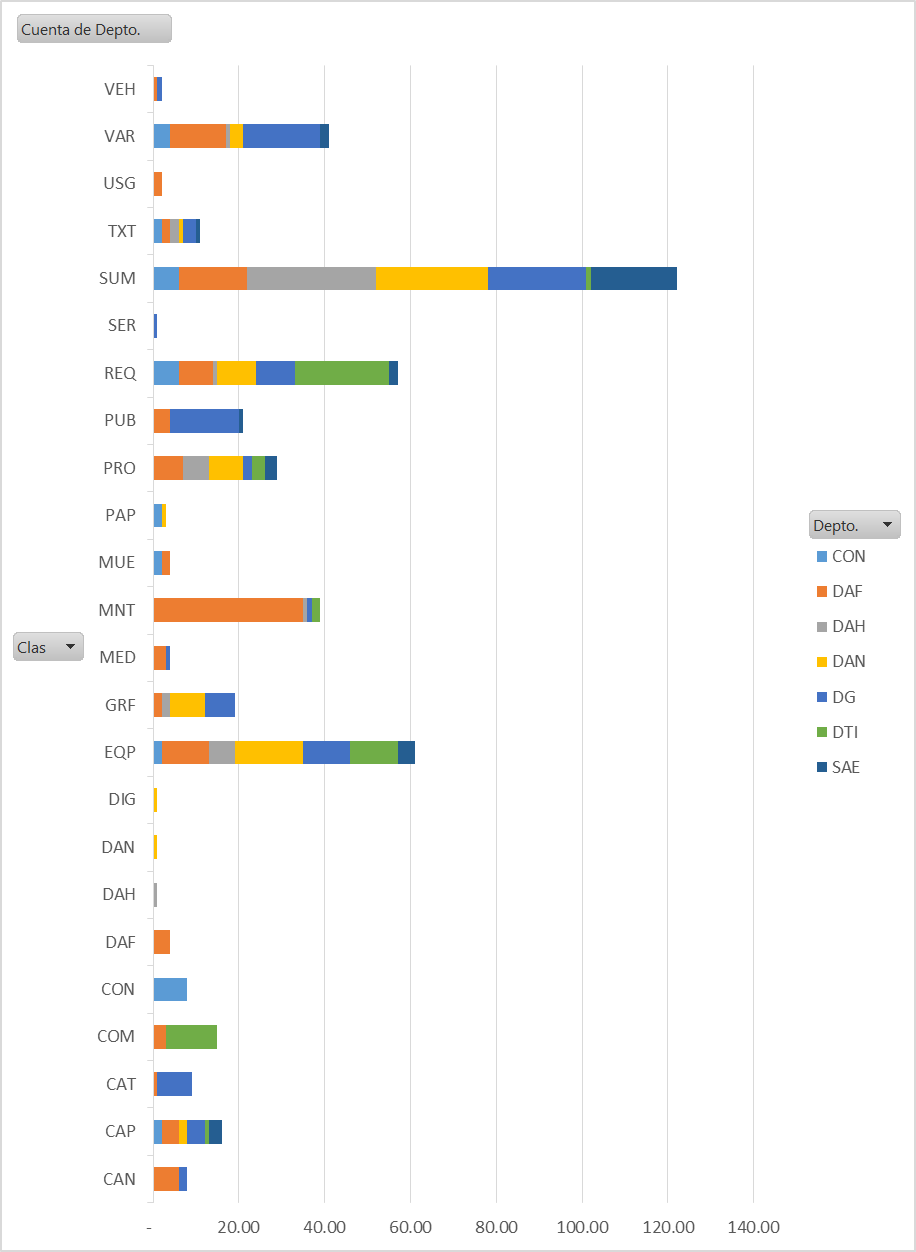 Cuenta de Depto.
VEH
VAR
USG
TXT
SUM
SER
REQ
PUB
PRO
PAP
MUE
MNT
MED
GRF
EQP
DIG
DAN
DAH
DAF
CON
COM
CAT
CAP
CAN
Clas
- 20.00 40.00 60.00 80.00 100.00 120.00 140.00
Depto.
CON
DAF
DAH
DAN
DG
DTI
SAE